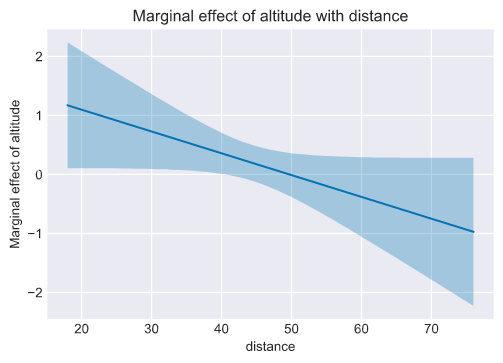 Marginal effect of altitude with distance
Marginal effect of altitude
2
1
0
−1
−2
20 30 40 50 60 70
distance